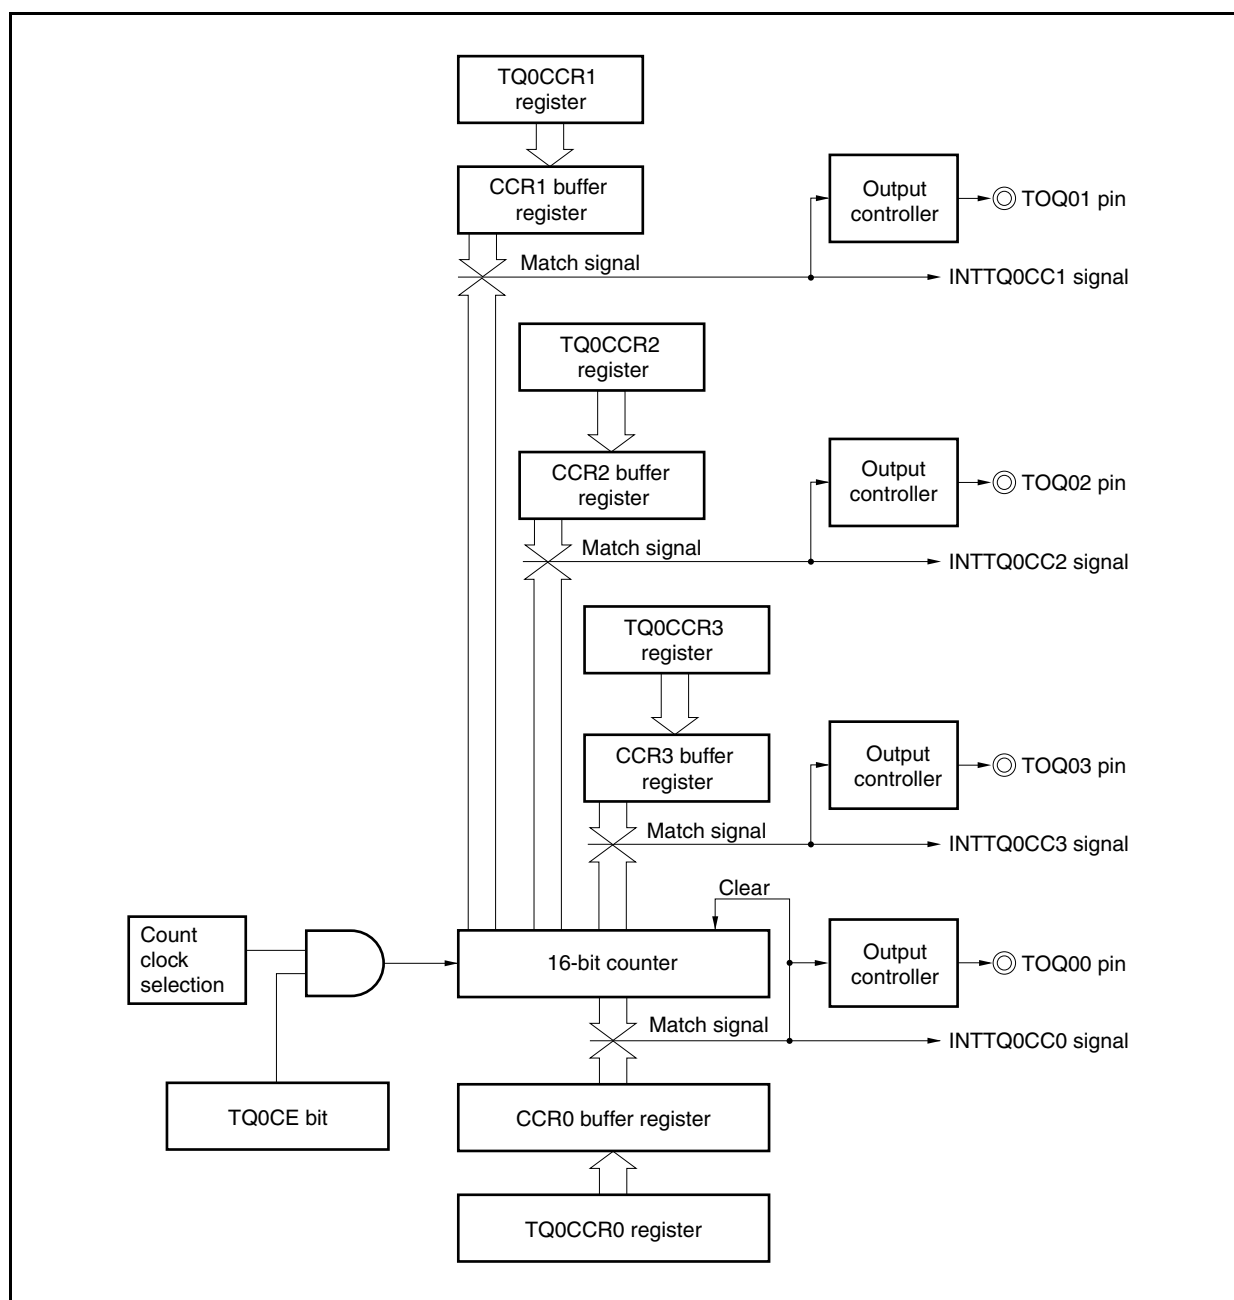 TQ0CCR1
register
CCR1 buffer
register
Output
controller
TOQ01 pin
Match signal
INTTQ0CC1 signal
TQ0CCR2
register
CCR2 buffer
register
Output
controller
TOQ02 pin
Match signal
INTTQ0CC2 signal
TQ0CCR3
register
CCR3 buffer
register
Output
controller
TOQ03 pin
Match signal
INTTQ0CC3 signal
Clear
Count
clock
selection
16-bit counter
Output
controller
TOQ00 pin
Match signal
INTTQ0CC0 signal
TQ0CE bit
CCR0 buffer register
TQ0CCR0 register